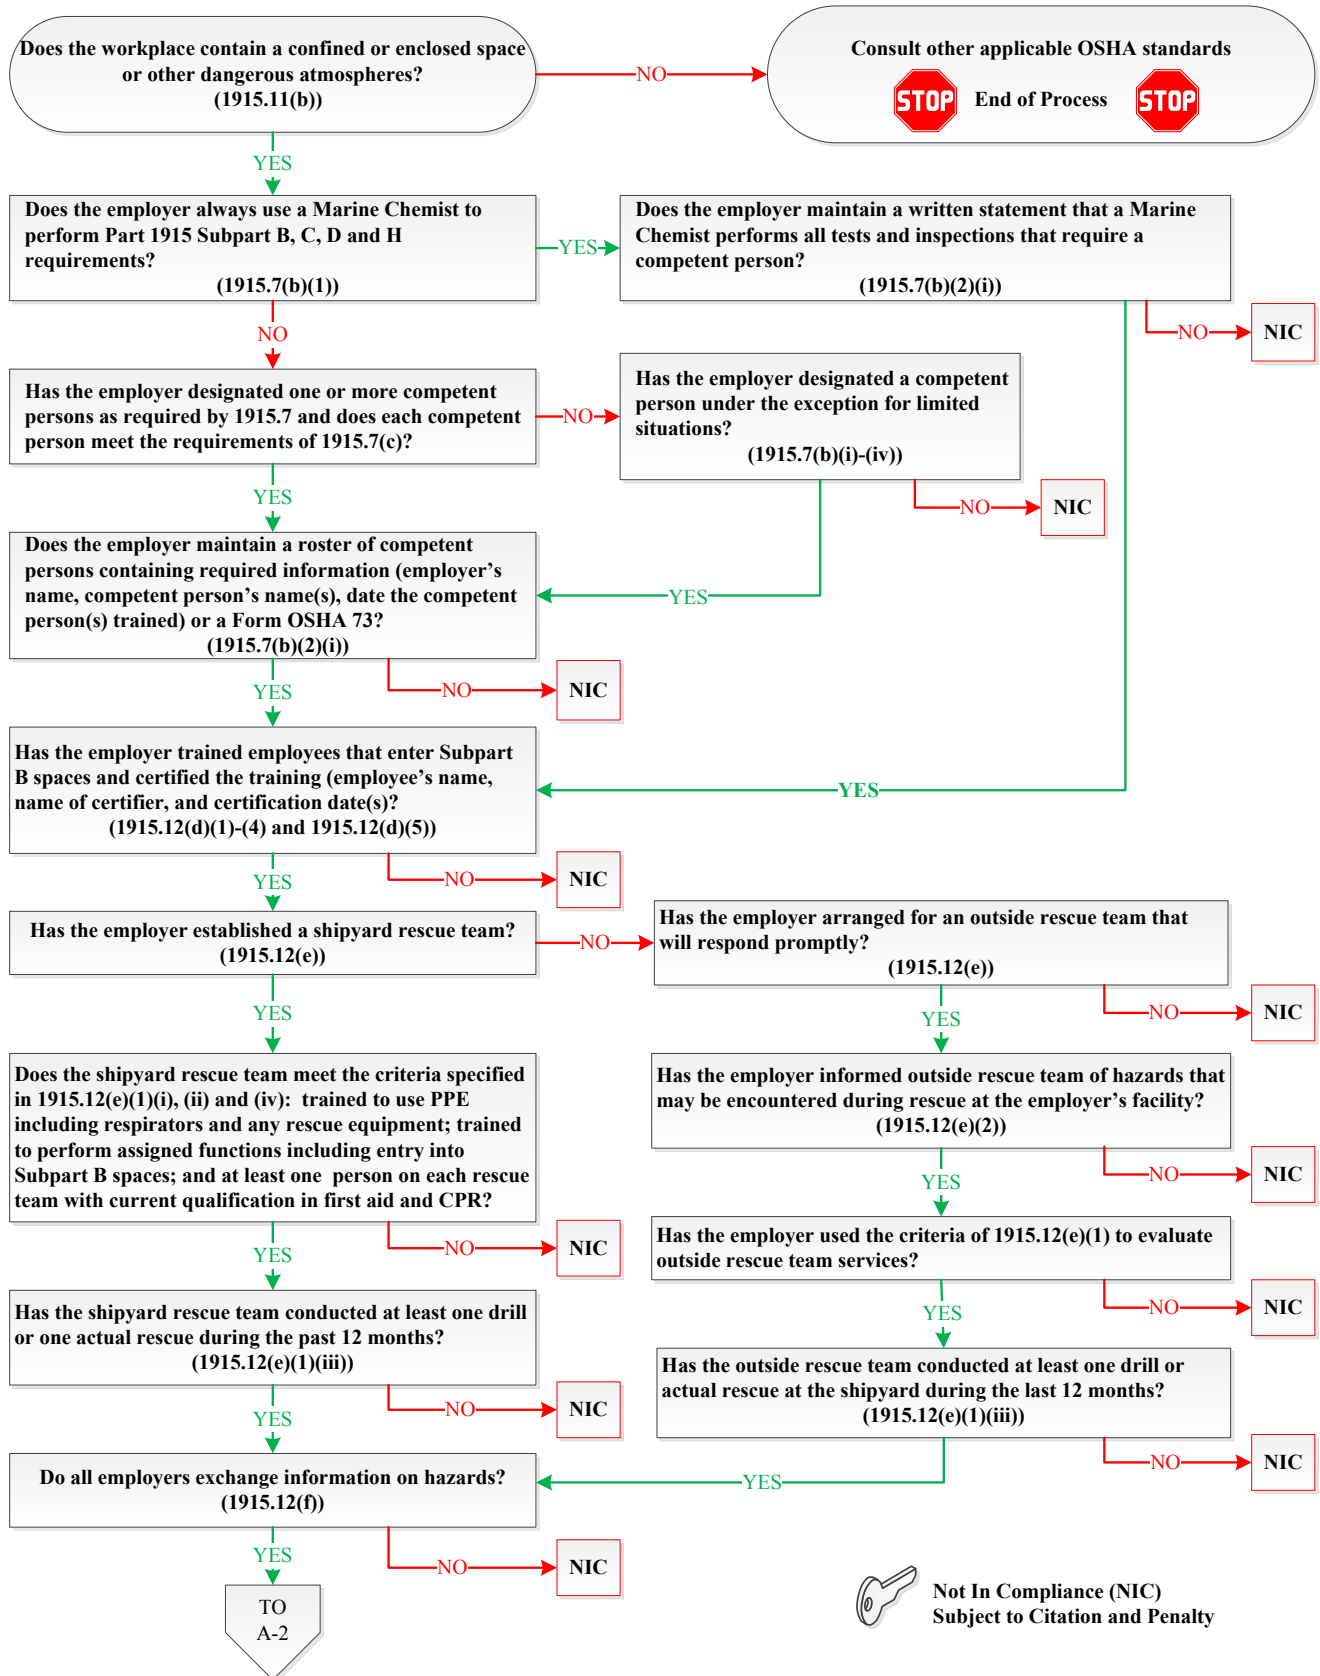 Does the workplace contain a confined or enclosed space
or other dangerous atmospheres?
(1915.11(b))
NO
Consult other applicable OSHA standards
STOP
End of Process
STOP
YES
Does the employer always use a Marine Chemist to
perform Part 1915 Subpart B, C, D and H
requirements?
(1915.7(b)(1))
YES
Does the employer maintain a written statement that a Marine
Chemist performs all tests and inspections that require a
competent person?
(1915.7(b)(2)(i))
NO
NIC
NO
Has the employer designated one or more competent
persons as required by 1915.7 and does each competent
person meet the requirements of 1915.7(c)?
NO
Has the employer designated a competent
person under the exception for limited
situations?
(1915.7(b)(i)-(iv))
NO
NIC
YES
YES
Does the employer maintain a roster of competent
persons containing required information (employer’s
name, competent person’s name(s), date the competent
person(s) trained) or a Form OSHA 73?
(1915.7(b)(2)(i))
NO
NIC
YES
Has the employer trained employees that enter Subpart
B spaces and certified the training (employee’s name,
name of certifier, and certification date(s)?
(1915.12(d)(1)-(4) and 1915.12(d)(5))
YES
NO
NIC
YES
Has the employer established a shipyard rescue team?
(1915.12(e))
NO
Has the employer arranged for an outside rescue team that
will respond promptly?
(1915.12(e))
NO
NIC
YES
YES
Does the shipyard rescue team meet the criteria specified
in 1915.12(e)(1)(i), (ii) and (iv):  trained to use PPE
including respirators and any rescue equipment; trained
to perform assigned functions including entry into
Subpart B spaces; and at least one  person on each rescue
team with current qualification in first aid and CPR?
NO
NIC
YES
Has the employer informed outside rescue team of hazards that
may be encountered during rescue at the employer’s facility?
(1915.12(e)(2))
NO
NIC
YES
Has the employer used the criteria of 1915.12(e)(1) to evaluate
outside rescue team services?
NO
NIC
YES
Has the shipyard rescue team conducted at least one drill
or one actual rescue during the past 12 months?
(1915.12(e)(1)(iii))
NO
NIC
YES
Has the outside rescue team conducted at least one drill or
actual rescue at the shipyard during the last 12 months?
(1915.12(e)(1)(iii))
NO
NIC
YES
Do all employers exchange information on hazards?
(1915.12(f))
NO
NIC
YES
TO
A-2
Not In Compliance (NIC)
Subject to Citation and Penalty